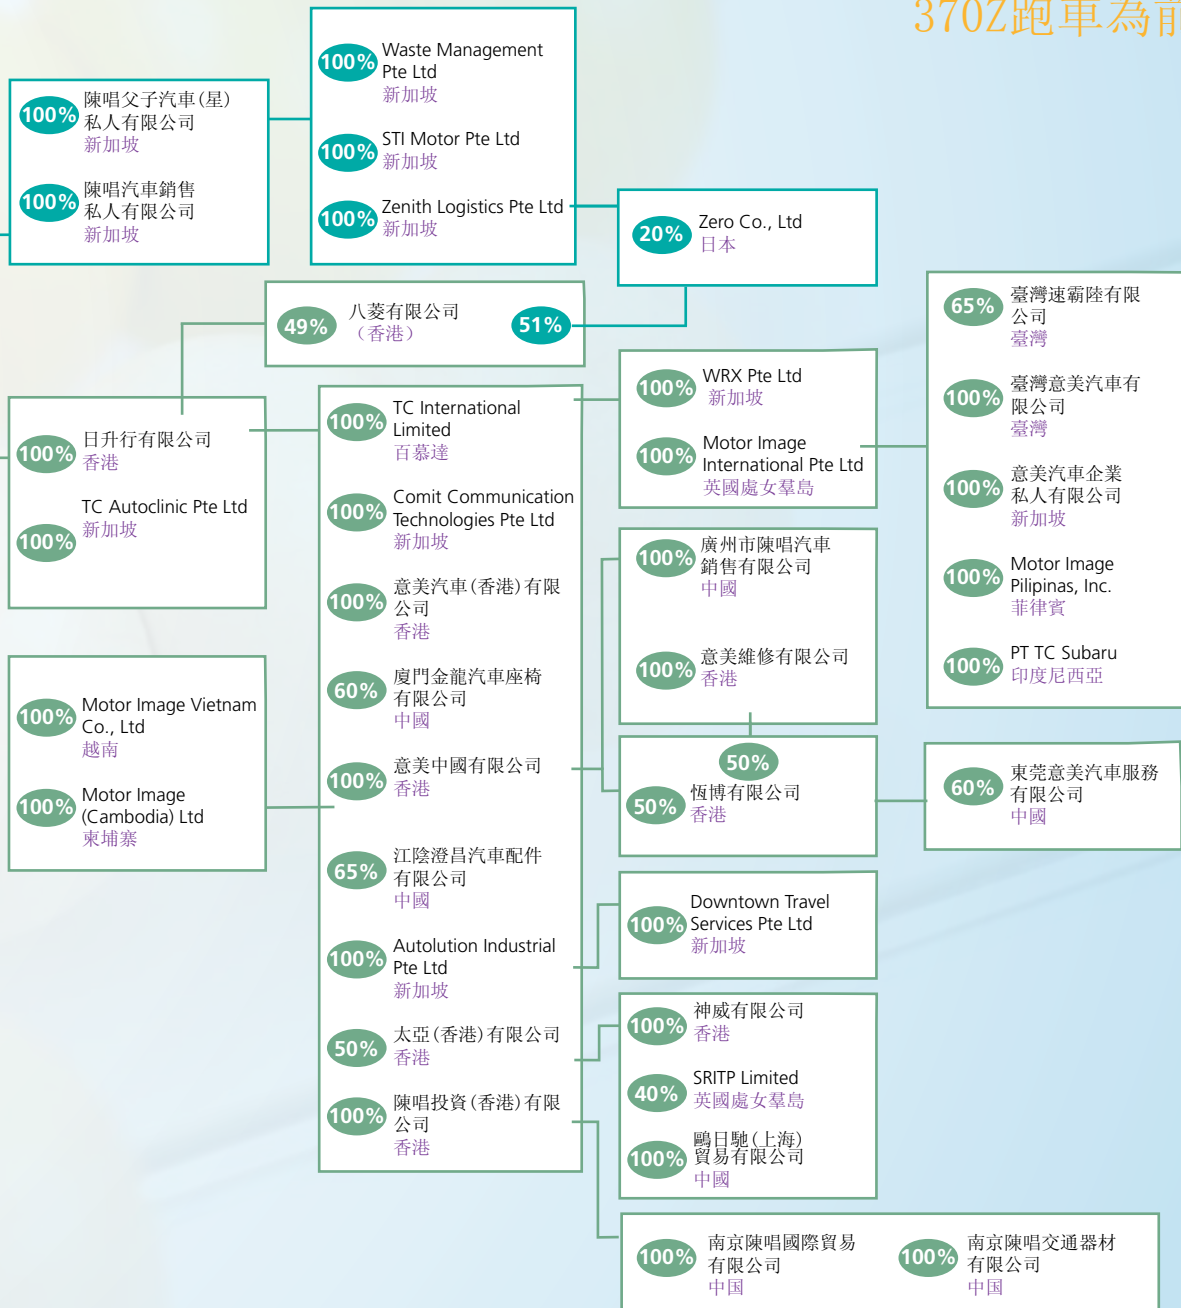 370Z跑車為前
100%
陳唱父子汽車(星)
私人有限公司
新加坡
100%
陳唱汽車銷售
私人有限公司
新加坡
100%
Waste Management
Pte Ltd
新加坡
100%
STI Motor Pte Ltd
新加坡
100%
Zenith Logistics Pte Ltd
新加坡
20%
Zero Co., Ltd
日本
49%
八菱有限公司
(香港)
51%
100%
日升行有限公司
香港
100%
TC Autoclinic Pte Ltd
新加坡
100%
Motor Image Vietnam
Co., Ltd
越南
100%
Motor Image
(Cambodia) Ltd
柬埔寨
100%
TC International
Limited
百慕達
100%
Comit Communication
Technologies Pte Ltd
新加坡
100%
意美汽車(香港)有限
公司
香港
60%
廈門金龍汽車座椅
有限公司
中國
100%
意美中國有限公司
香港
65%
江陰澄昌汽車配件
有限公司
中國
100%
Autolution Industrial
Pte Ltd
新加坡
50%
太亞(香港)有限公司
香港
100%
陳唱投資(香港)有限
公司
香港
100%
WRX Pte Ltd
新加坡
100%
Motor Image
International Pte Ltd
英國處女羣島
100%
廣州市陳唱汽車
銷售有限公司
中國
100%
意美維修有限公司
香港
50%
50%
恆博有限公司
香港
100%
Downtown Travel
Services Pte Ltd
新加坡
100%
神威有限公司
香港
40%
SRITP Limited
英國處女羣島
100%
鷗日馳(上海)
貿易有限公司
中國
100%
南京陳唱國際貿易
有限公司
中国
100%
南京陳唱交通器材
有限公司
中国
65%
臺灣速霸陸有限
公司
臺灣
100%
臺灣意美汽車有
限公司
臺灣
100%
意美汽車企業
私人有限公司
新加坡
100%
Motor Image
Pilipinas, Inc.
菲律賓
100%
PT TC Subaru
印度尼西亞
60%
東莞意美汽車服務
有限公司
中國